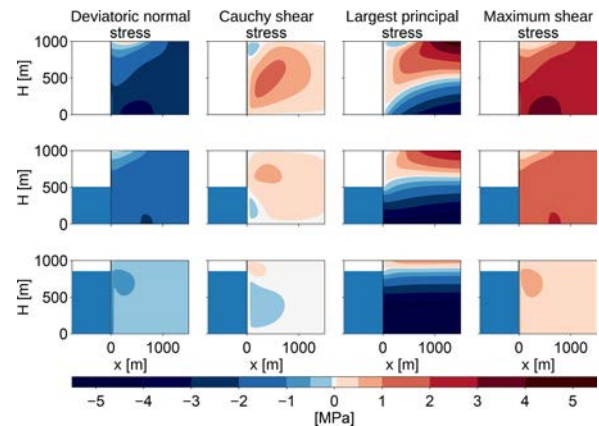 Deviatoric normal stress
Cauchy shear stress
Largest principal stress
Maximum shear stress
H [m]
1000
500
0
H [m]
1000
500
0
H [m]
1000
500
0
0 1000
0 1000
0 1000
0 1000
x [m]
x [m]
x [m]
x [m]
−5 −4 −3 −2 −1 0 1 2 3 4 5
[MPa]